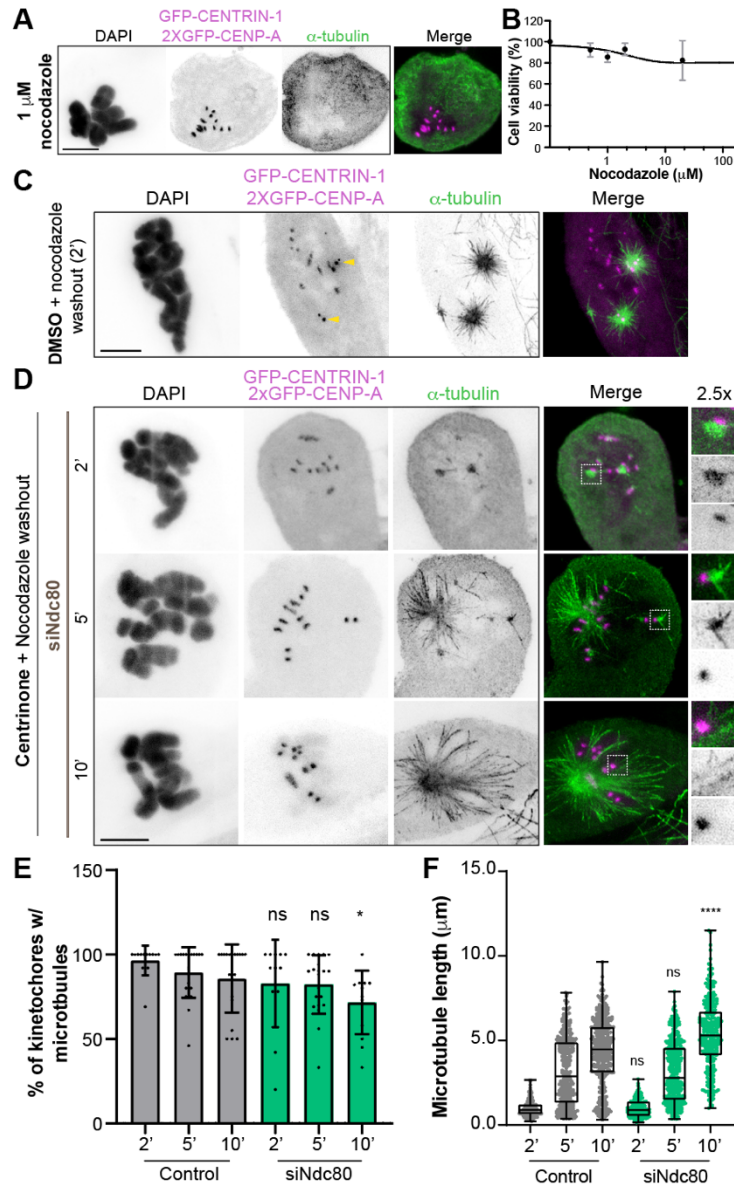 A
GFP-CENTRIN-1
DAPI 2XGFP-CENP-A α-tubulin Merge
1 μM
nocodazole
B
Cell viability (%)
120
100
80
60
40
20
0
1 10 100
Nocodazole (μM)
C
GFP-CENTRIN-1
DAPI 2XGFP-CENP-A α-tubulin Merge
DMSO + nocodazole
washout (2’)
D
GFP-CENTRIN-1
DAPI 2xGFP-CENP-A α-tubulin Merge 2.5x
Centrinone + Nocodazole washout
siNdc80
2’
5’
10’
E
% of kinetochores w/
microtbuules
150
100
50
0
ns ns *
2’ 5’ 10’ 2’ 5’ 10’
Control siNdc80
F
Microtubule length (μm)
15.0
10.0
5.0
0.0
ns ns ****
2’ 5’ 10’ 2’ 5’ 10’
Control siNdc80